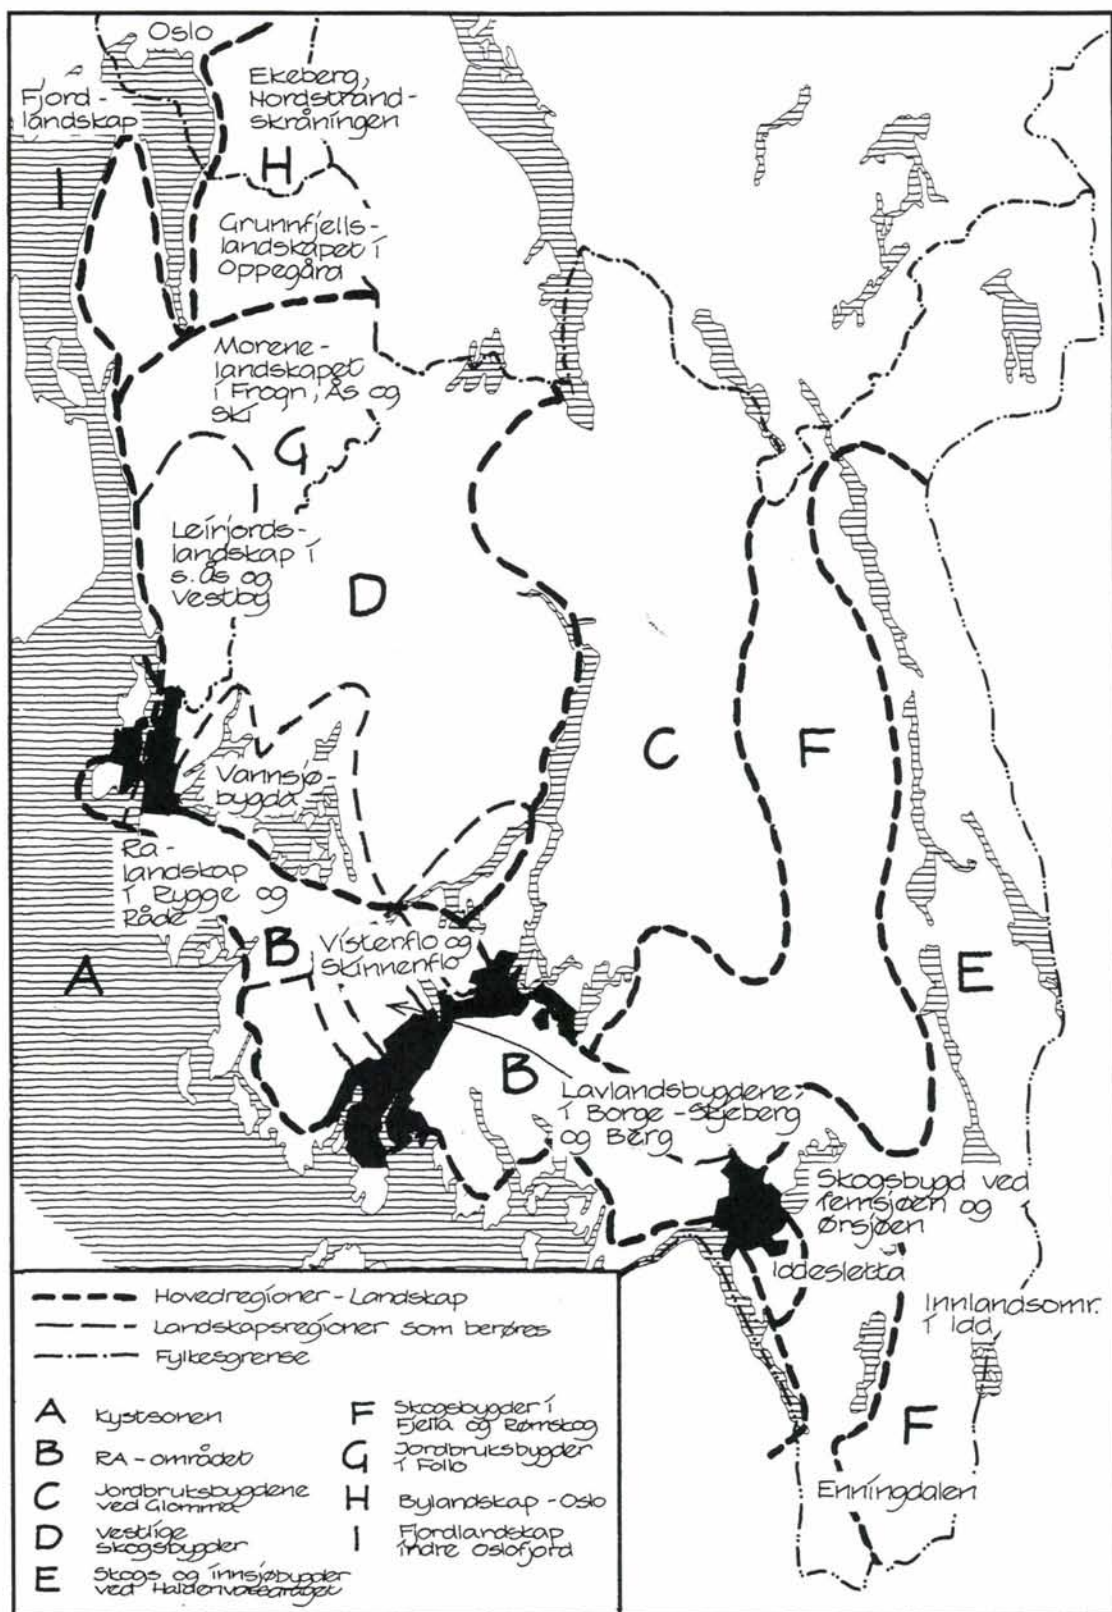 Oslo
Fjord-
landskap
Ekeberg,
Nordstrand-
skråningen
I
H
Grunnfjells-
landskapet i
Oppegård
Morene-
landskapet
i Frogn, Ås og
Ski
G
Leirjords-
landskap i
s. Ås og
Vestby
D
C
F
Vannsjø-
bygda
Ra-
landskap
i Rygge og
Råde
A
B
Visterflo og
Skinnerflo
E
B
Lavlandsbygdene
i Borge - Skjeberg
og Berg
Skogsbygd ved
Femsjøen og
Ørsjøen
Iddesletta
Innlandsomr.
i Idd
F
Enningdalen
Hovedregioner - Landskap
Landskapsregioner som berøres
Fylkesgrense
A Kystsonen
B RA - området
C Jordbruksbygdene
ved Glomma
D Vestlige
skogsbygder
E Skogs og innsjøbygder
ved Haldenvassdraget
F Skogsbygder i
Fjella og Rømskog
G Jordbruksbygder
i Follo
H Bylandskap - Oslo
I Fjordlandskap
indre Oslofjord